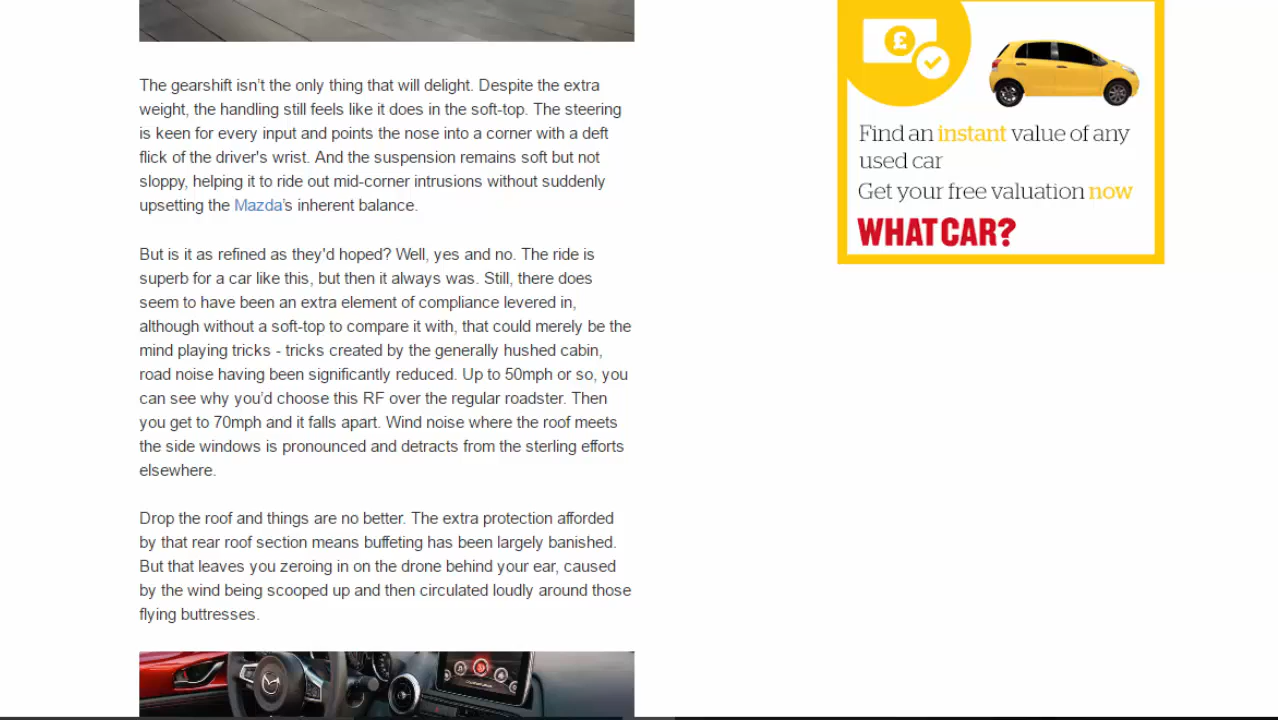 The gearshift isn’t the only thing that will delight. Despite the extra
weight, the handling still feels like it does in the soft-top. The steering
is keen for every input and points the nose into a corner with a deft
flick of the driver's wrist. And the suspension remains soft but not
sloppy, helping it to ride out mid-corner intrusions without suddenly
upsetting the Mazda’s inherent balance.
But is it as refined as they'd hoped? Well, yes and no. The ride is
superb for a car like this, but then it always was. Still, there does
seem to have been an extra element of compliance levered in,
although without a soft-top to compare it with, that could merely be the
mind playing tricks - tricks created by the generally hushed cabin,
road noise having been significantly reduced. Up to 50mph or so, you
can see why you’d choose this RF over the regular roadster. Then
you get to 70mph and it falls apart. Wind noise where the roof meets
the side windows is pronounced and detracts from the sterling efforts
elsewhere.
Drop the roof and things are no better. The extra protection afforded
by that rear roof section means buffeting has been largely banished.
But that leaves you zeroing in on the drone behind your ear, caused
by the wind being scooped up and then circulated loudly around those
flying buttresses.
£
Find an instant value of any
used car
Get your free valuation now
WHAT CAR?